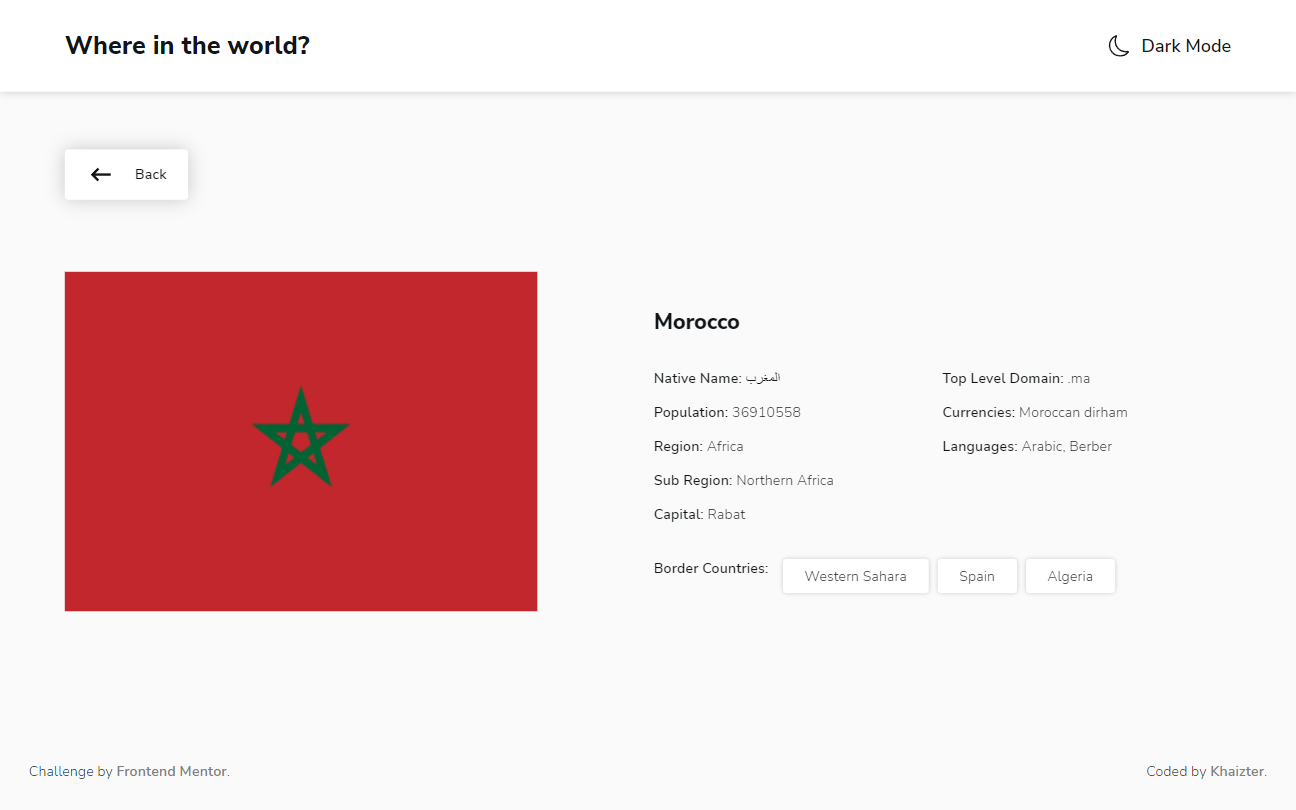 Where in the world?
Dark Mode
Back
Morocco
Native Name: المغرب
Population: 36910558
Region: Africa
Sub Region: Northern Africa
Capital: Rabat
Top Level Domain: .ma
Currencies: Moroccan dirham
Languages: Arabic, Berber
Border Countries: Western Sahara Spain Algeria
Challenge by Frontend Mentor.
Coded by Khaizter.